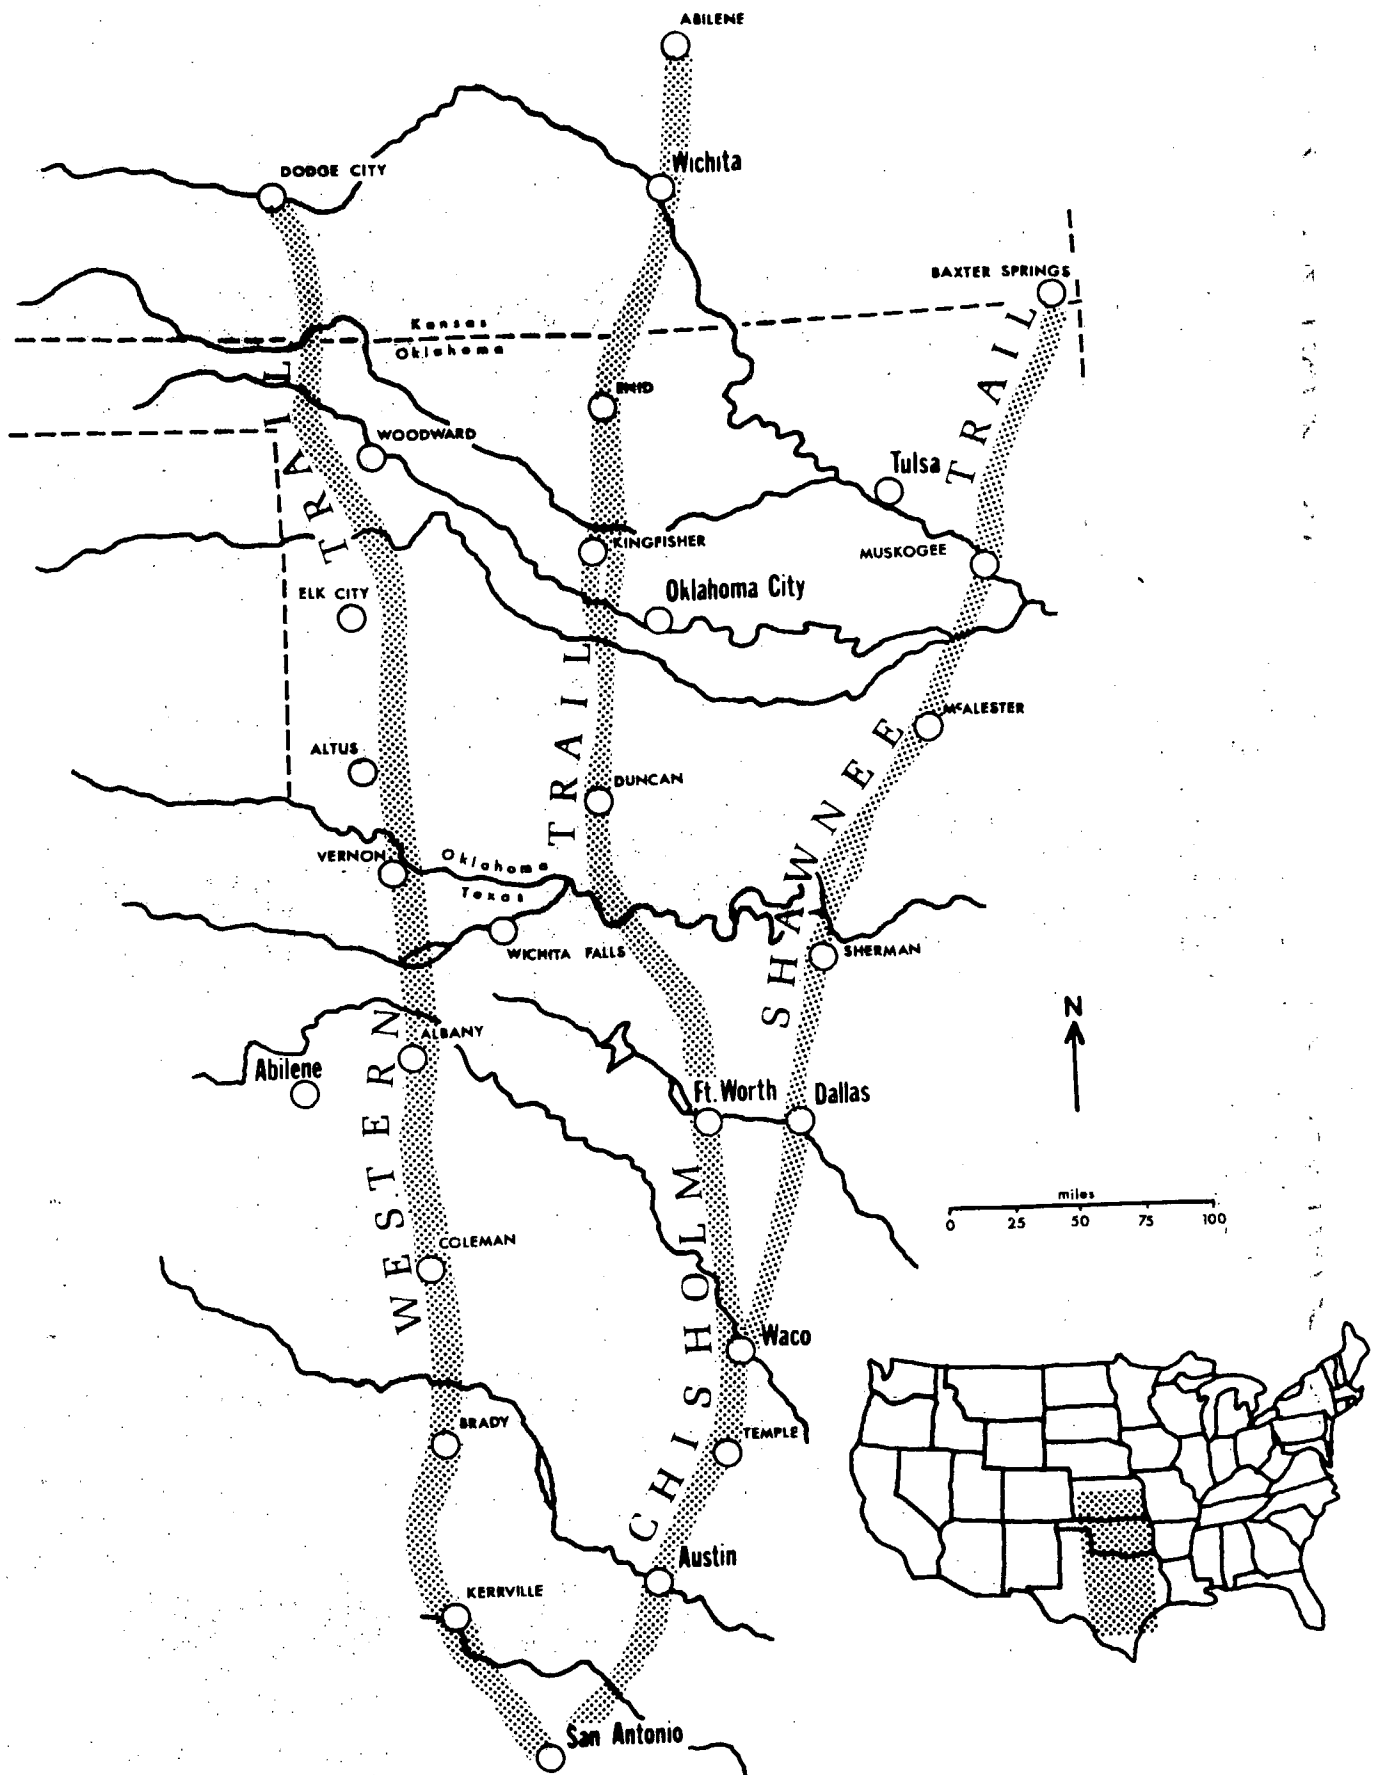 ABILENE
Wichita
DODGE CITY
BAXTER SPRINGS
Kansas
Oklahoma
ENID
WOODWARD
Tulsa
KINGFISHER
MUSKOGEE
ELK CITY
Oklahoma City
McALESTER
ALTUS
DUNCAN
VERNON
Oklahoma
Texas
WICHITA FALLS
SHERMAN
N
ALBANY
Abilene
Ft. Worth
Dallas
miles
0 25 50 75 100
COLEMAN
Waco
BRADY
TEMPLE
Austin
KERRVILLE
San Antonio
WESTERN TRAIL
CHISHOLM TRAIL
SHAWNEE TRAIL